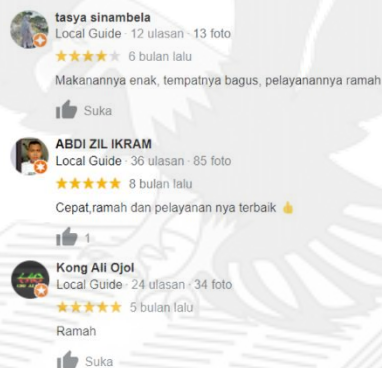 tasya sinambela
Local Guide · 12 ulasan · 13 foto
6 bulan lalu
Makanannya enak, tempatnya bagus, pelayanannya ramah
Suka
ABDI ZIL IKRAM
Local Guide · 36 ulasan · 85 foto
8 bulan lalu
Cepat,ramah dan pelayanan nya terbaik 👍
1
Kong Ali Ojol
Local Guide · 24 ulasan · 34 foto
5 bulan lalu
Ramah
Suka